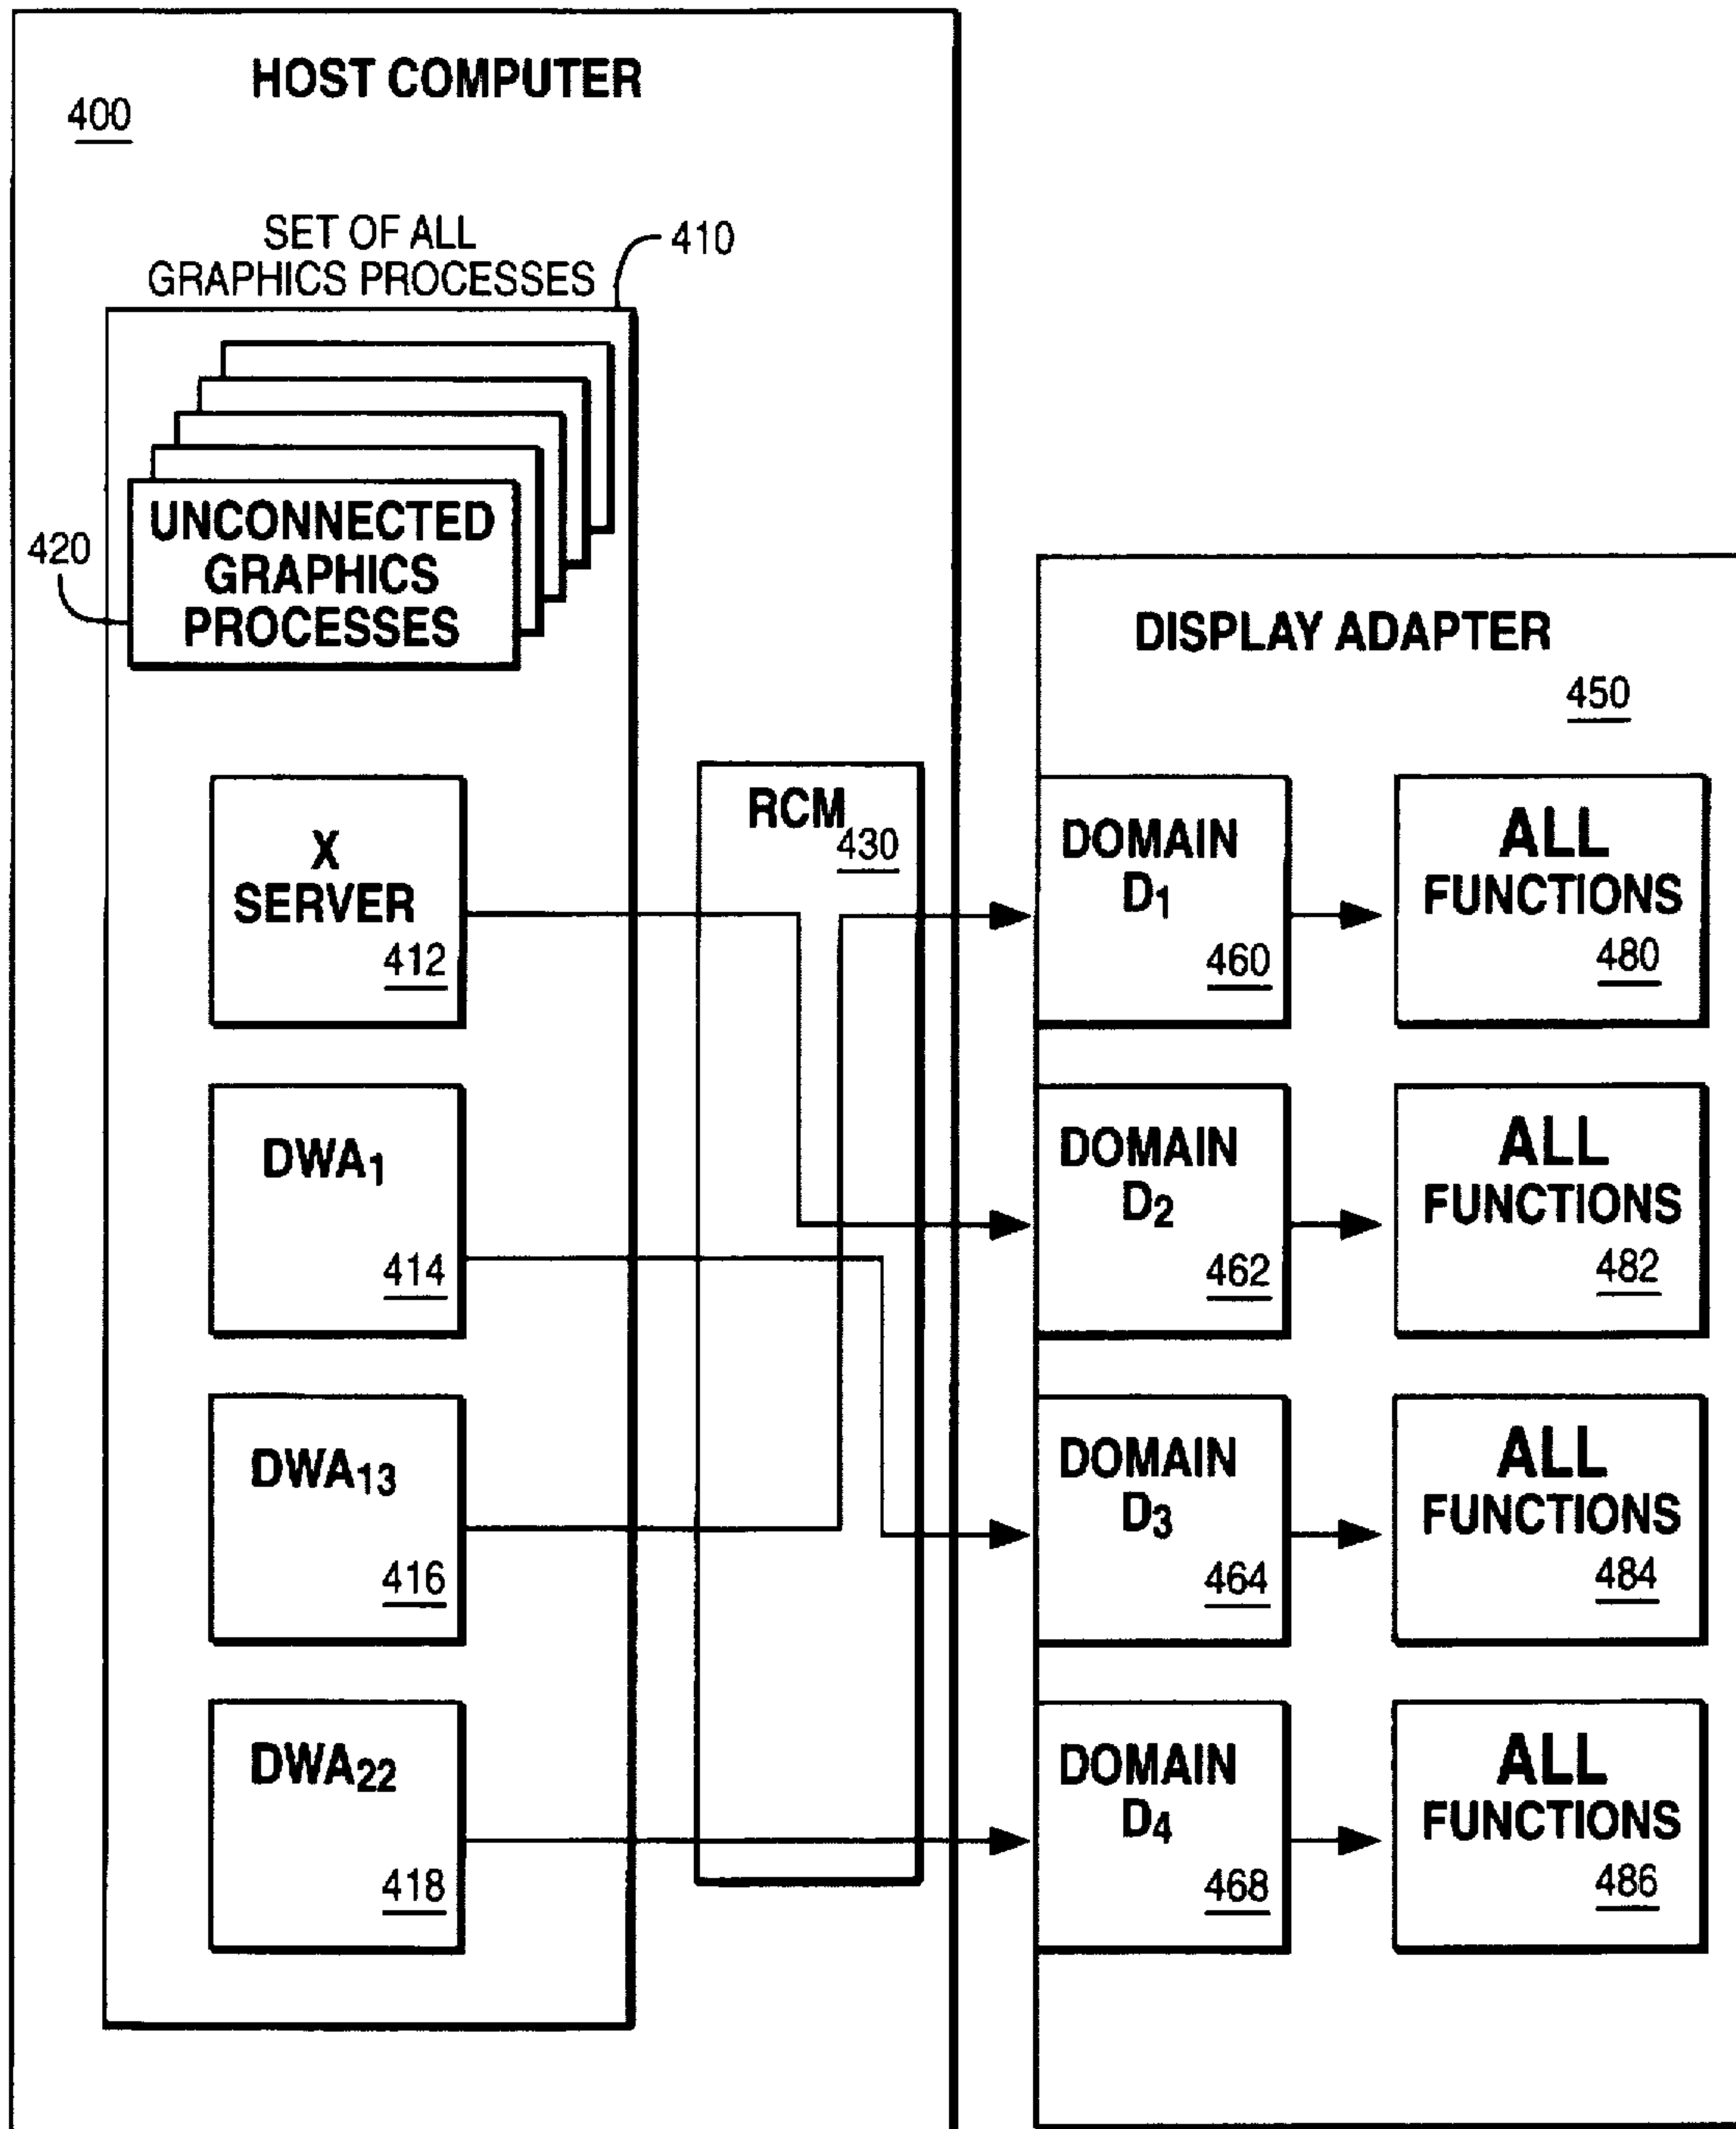 HOST COMPUTER
400
SET OF ALL
GRAPHICS PROCESSES
410
UNCONNECTED
GRAPHICS
PROCESSES
420
X
SERVER
412
DWA1
414
DWA13
416
DWA22
418
RCM
430
DISPLAY ADAPTER
450
DOMAIN
D1
460
ALL
FUNCTIONS
480
DOMAIN
D2
462
ALL
FUNCTIONS
482
DOMAIN
D3
464
ALL
FUNCTIONS
484
DOMAIN
D4
468
ALL
FUNCTIONS
486